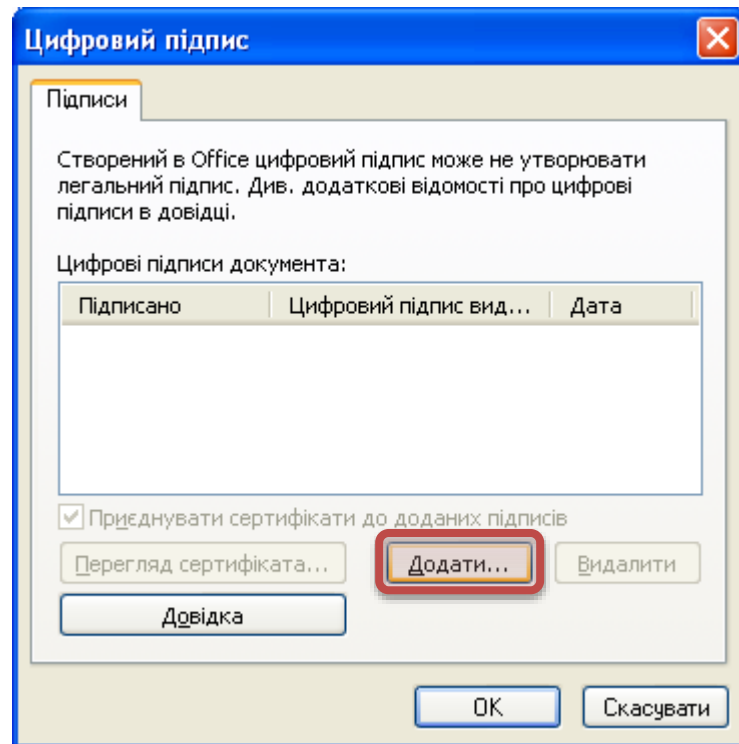 Цифровий підпис
Підписи
Створений в Office цифровий підпис може не утворювати
легальний підпис. Див. додаткові відомості про цифрові
підписи в довідці.
Цифрові підписи документа:
Підписано Цифровий підпис вид... Дата
Приєднувати сертифікати до доданих підписів
Перегляд сертифіката... Додати... Видалити
Довідка
ОК Скасувати